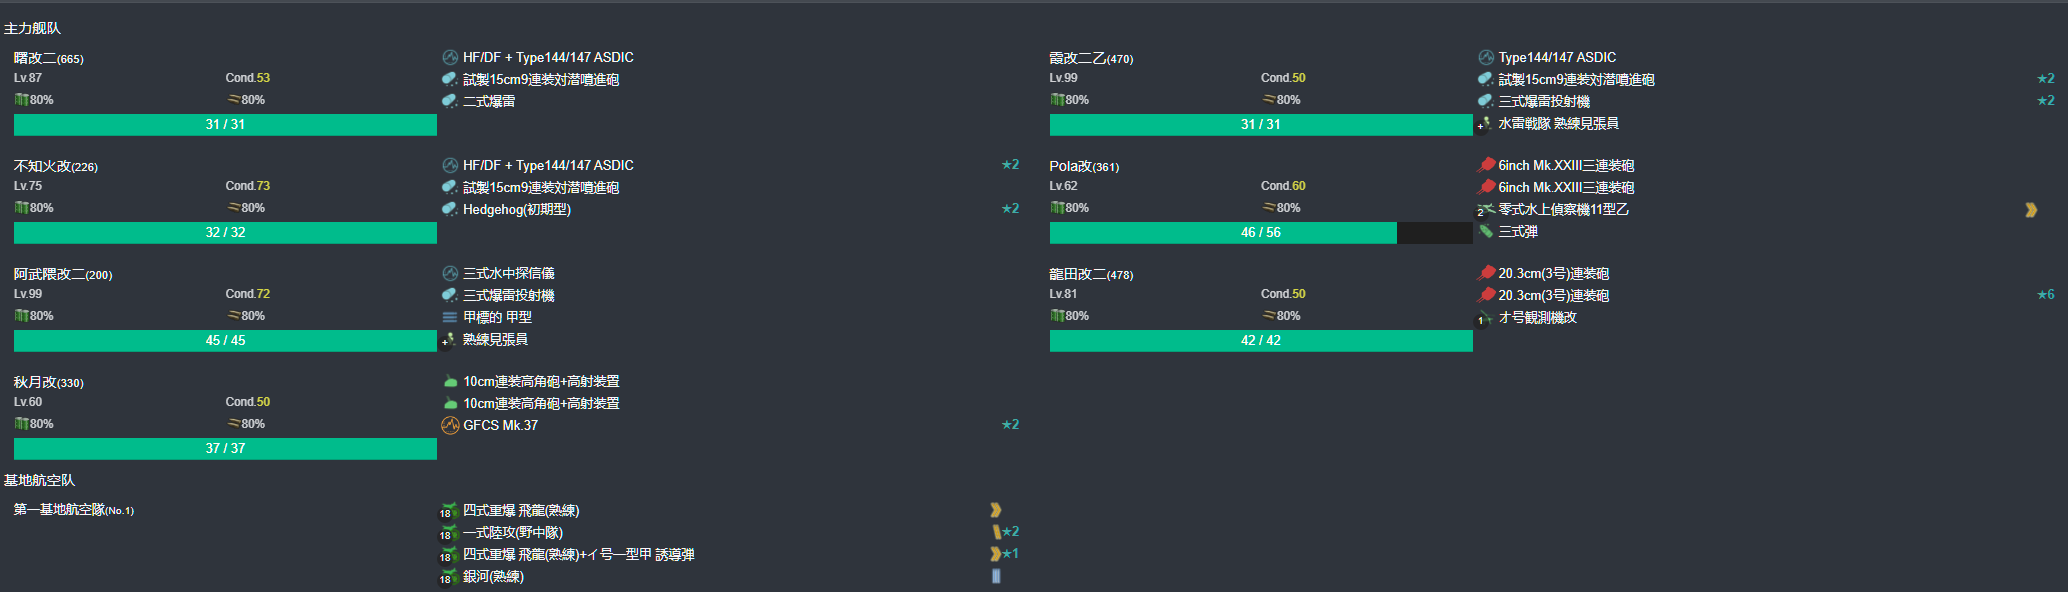 主力舰队
曙改二(665)
Lv.87 Cond.53
80% 80%
31 / 31
HF/DF + Type144/147 ASDIC
試製15cm9連装対潜噴進砲
二式爆雷
霞改二乙(470)
Lv.99 Cond.50
80% 80%
31 / 31
Type144/147 ASDIC
試製15cm9連装対潜噴進砲 ★2
三式爆雷投射機 ★2
+ 水雷戦隊 熟練見張員
不知火改(226)
Lv.75 Cond.73
80% 80%
32 / 32
HF/DF + Type144/147 ASDIC ★2
試製15cm9連装対潜噴進砲
Hedgehog(初期型) ★2
Pola改(361)
Lv.62 Cond.60
80% 80%
46 / 56
6inch Mk.XXIII三連装砲
6inch Mk.XXIII三連装砲
2 零式水上偵察機11型乙
三式弾
阿武隈改二(200)
Lv.99 Cond.72
80% 80%
45 / 45
三式水中探信儀
三式爆雷投射機
甲標的 甲型
+ 熟練見張員
龍田改二(478)
Lv.81 Cond.50
80% 80%
42 / 42
20.3cm(3号)連装砲
20.3cm(3号)連装砲 ★6
1 オ号観測機改
秋月改(330)
Lv.60 Cond.50
80% 80%
37 / 37
10cm連装高角砲+高射装置
10cm連装高角砲+高射装置
GFCS Mk.37 ★2
基地航空队
第一基地航空隊(No.1)
18 四式重爆 飛龍(熟練)
18 一式陸攻(野中隊) ★2
18 四式重爆 飛龍(熟練)+イ号一型甲 誘導弾 ★1
18 銀河(熟練)